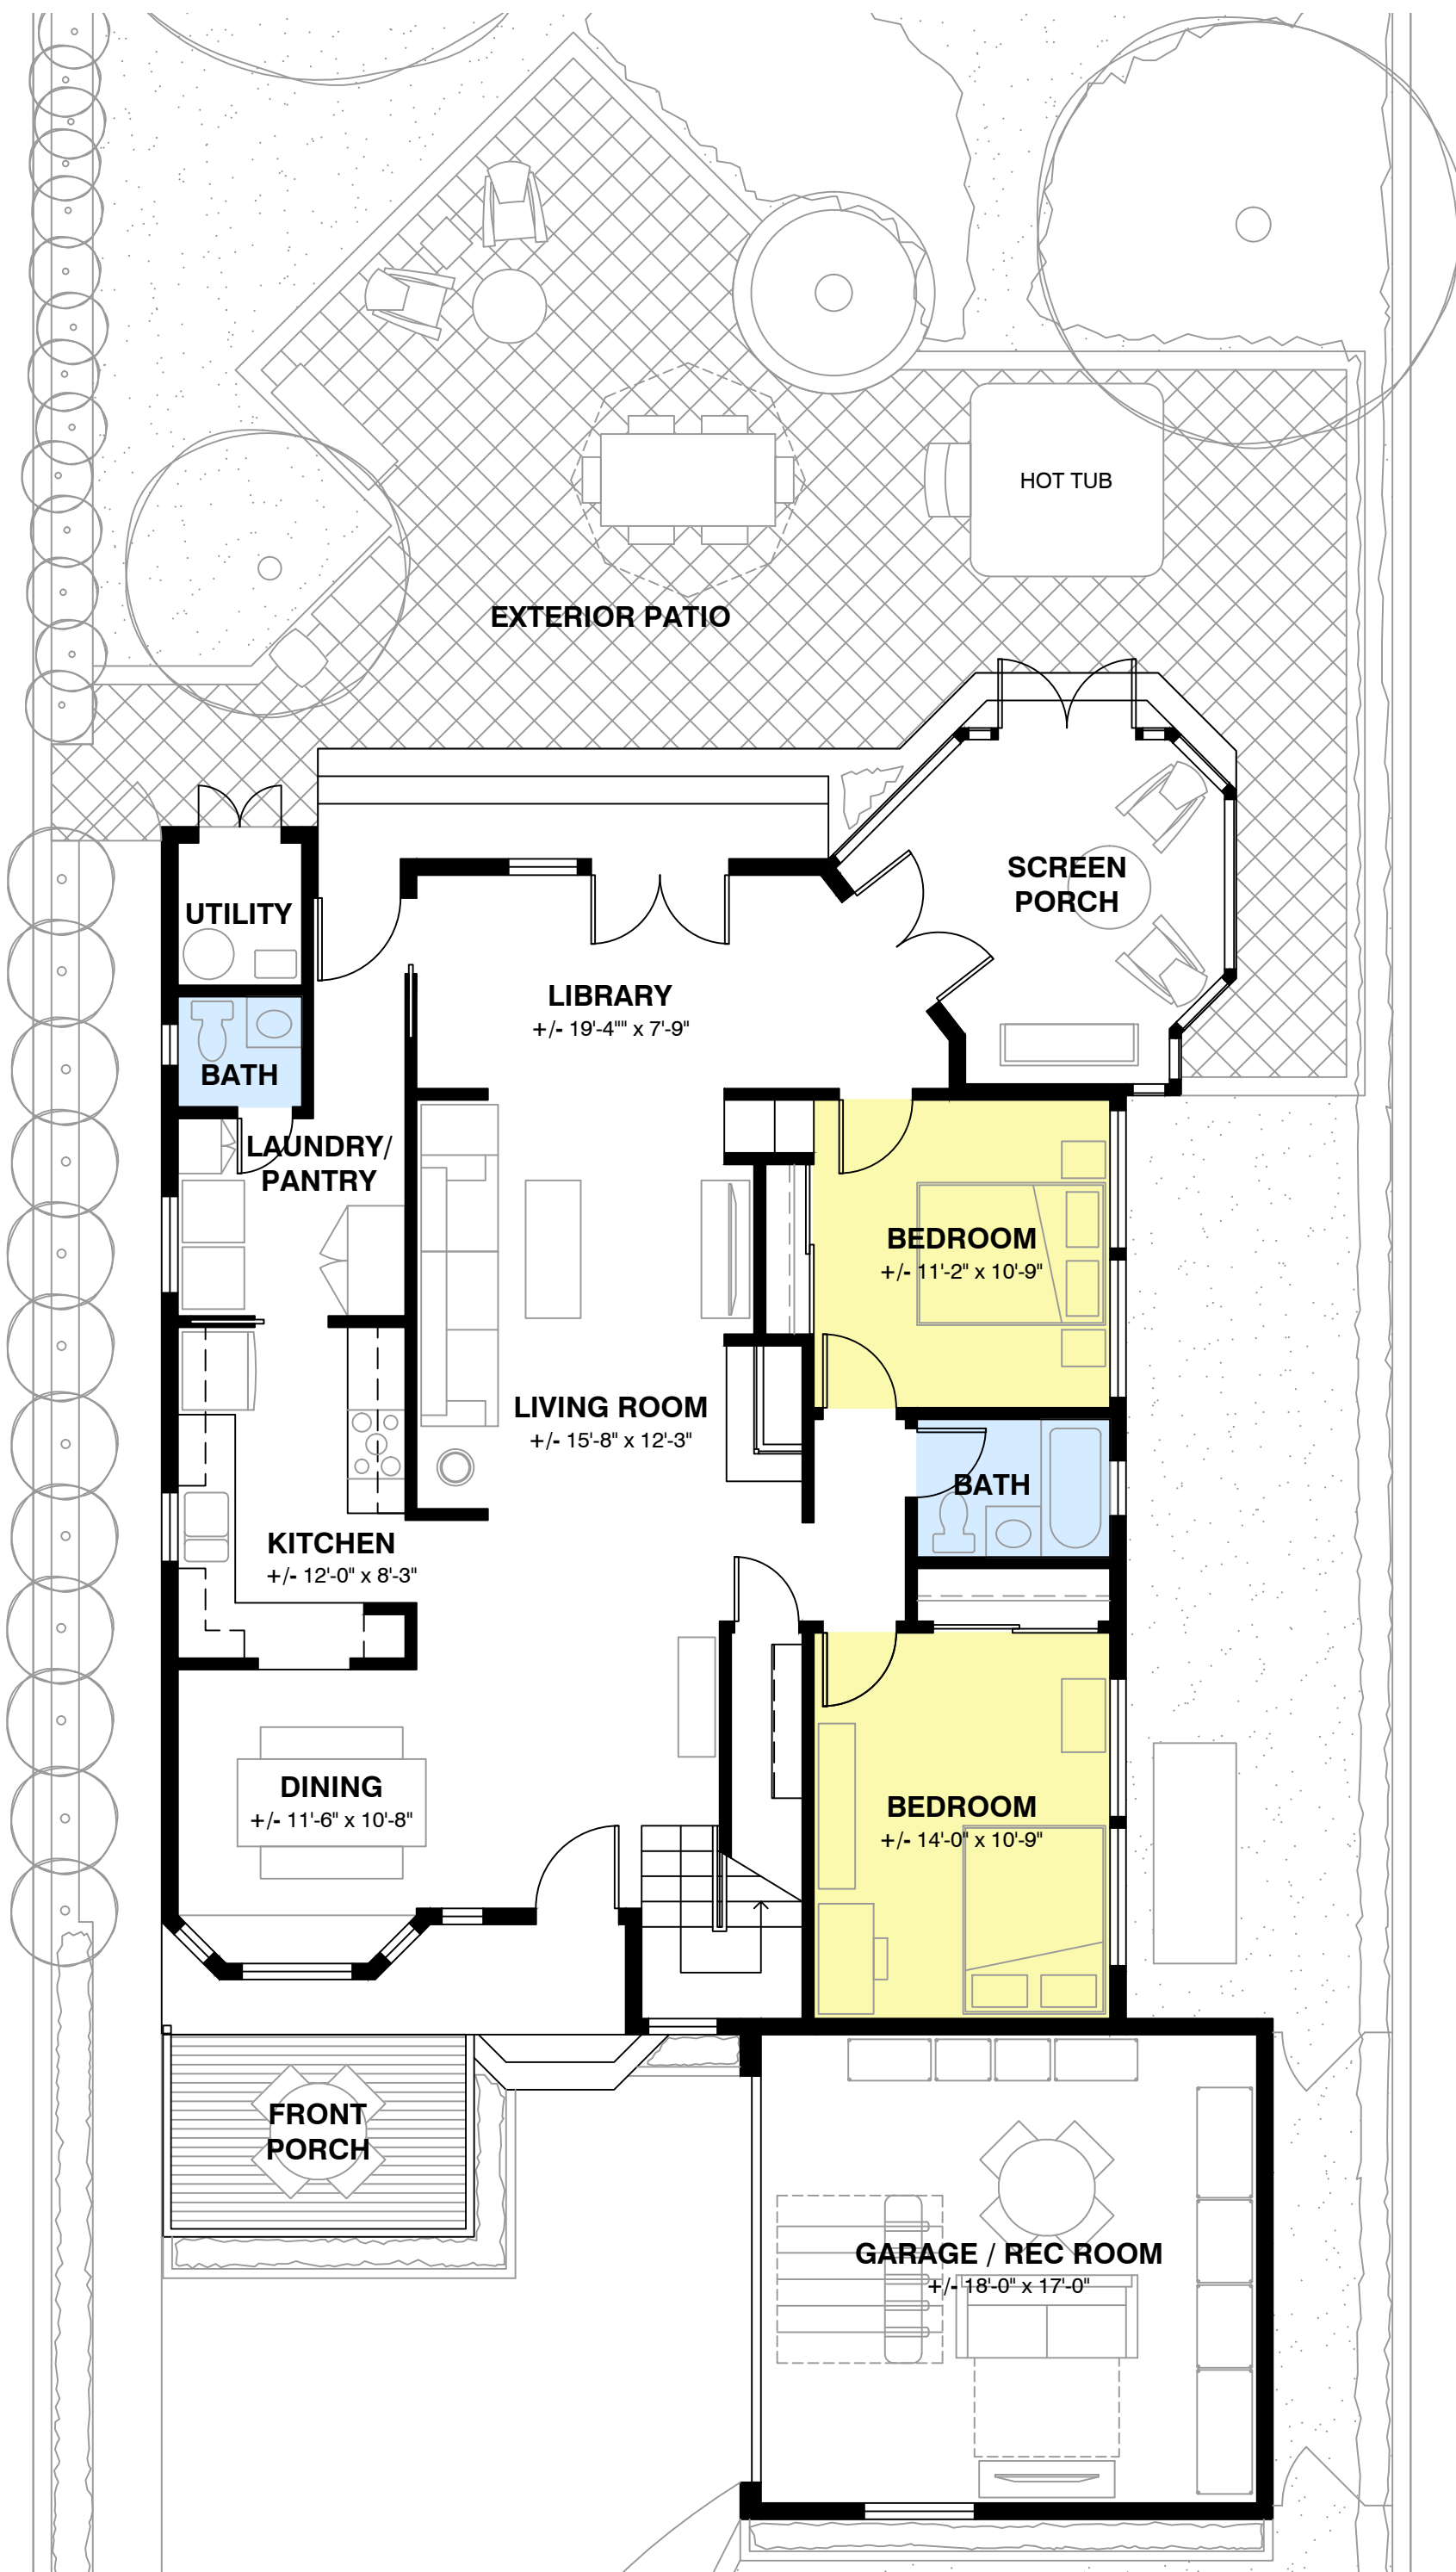 HOT TUB
EXTERIOR PATIO
SCREEN
PORCH
UTILITY
LIBRARY
+/- 19'-4"" x 7'-9"
BATH
LAUNDRY/
PANTRY
BEDROOM
+/- 11'-2" x 10'-9"
LIVING ROOM
+/- 15'-8" x 12'-3"
BATH
KITCHEN
+/- 12'-0" x 8'-3"
DINING
+/- 11'-6" x 10'-8"
BEDROOM
+/- 14'-0" x 10'-9"
FRONT
PORCH
GARAGE / REC ROOM
+/- 18'-0" x 17'-0"